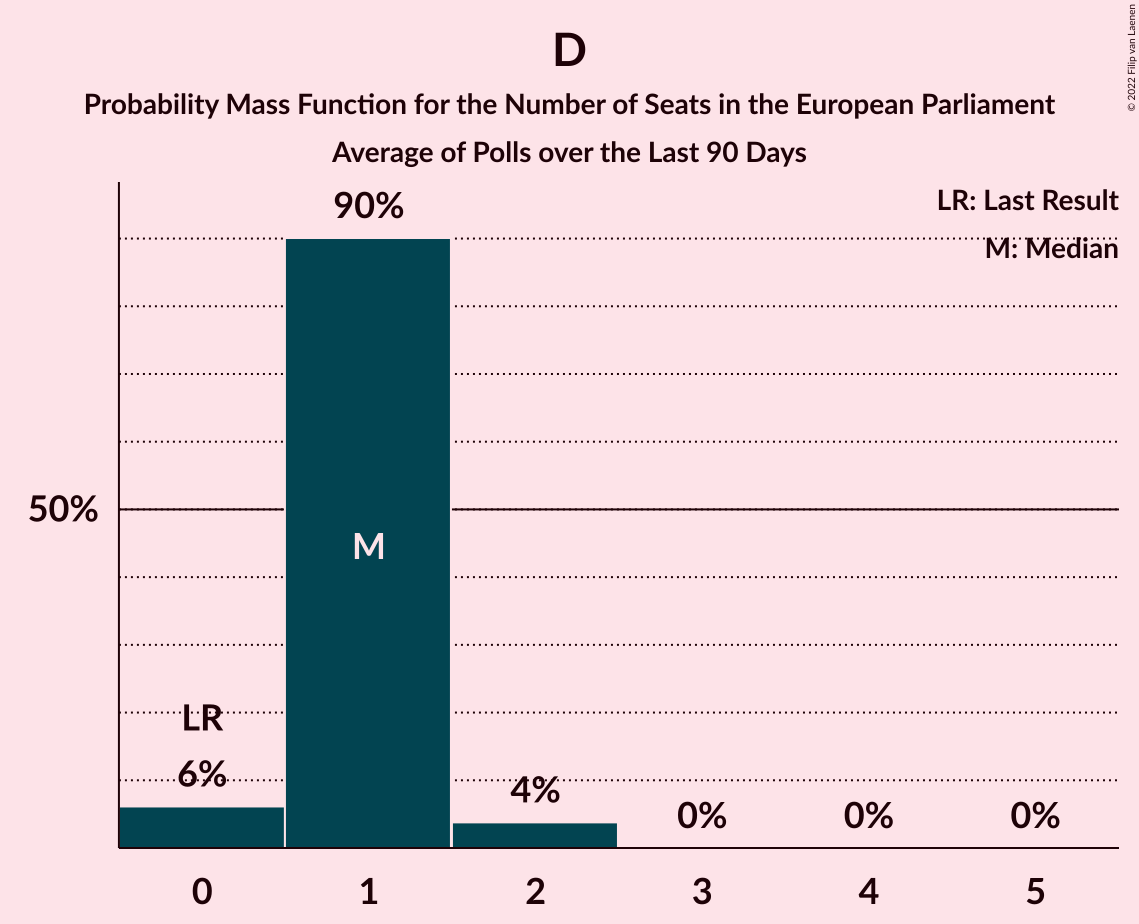 D
Probability Mass Function for the Number of Seats in the European Parliament
Average of Polls over the Last 90 Days
© 2022 Filip van Laenen
LR: Last Result
M: Median
90%
50%
M
LR
6%
4%
0%
0%
0%
0
1
2
3
4
5